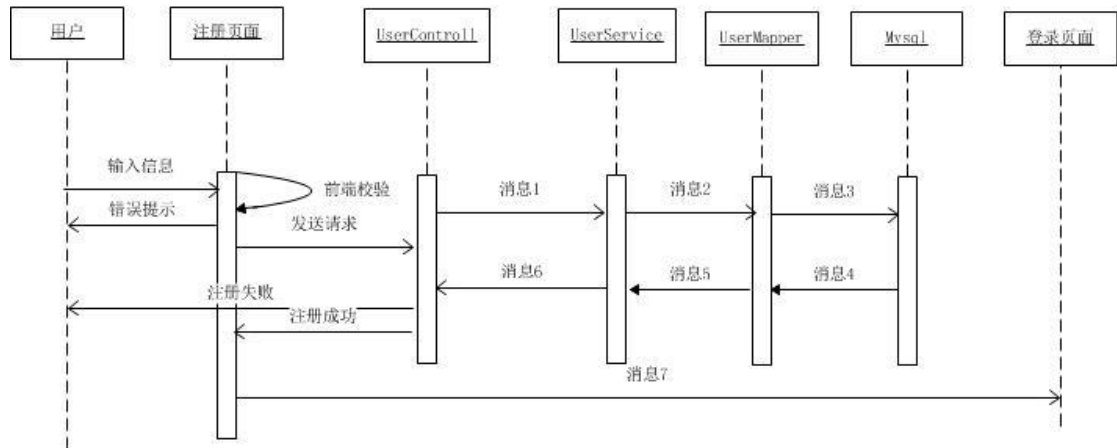 用户
注册页面
UserControll
UserService
UserMapper
Mysql
登录页面
输入信息
前端校验
消息1
消息2
消息3
错误提示
发送请求
消息6
消息5
消息4
注册失败
注册成功
消息7